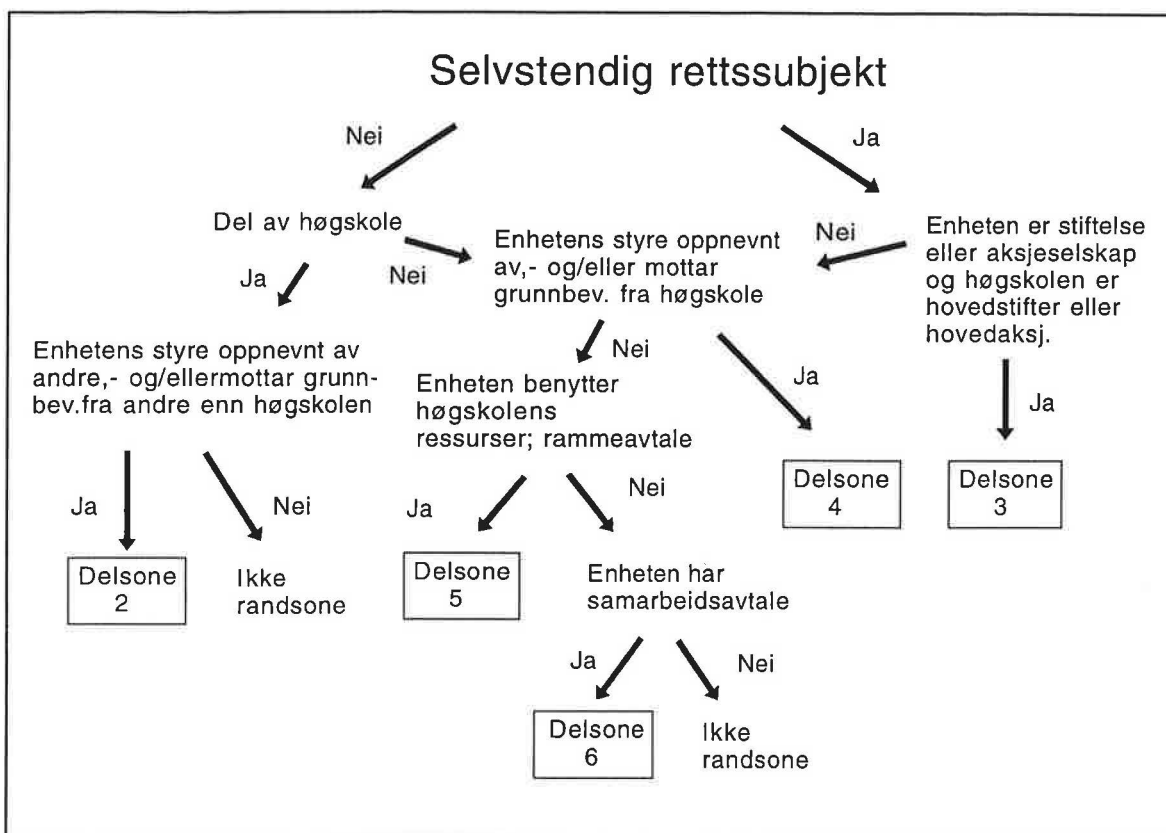 Selvstendig rettssubjekt
Nei
Ja
Del av høgskole
Nei
Enhetens styre oppnevnt
av,- og/eller mottar
grunnbev. fra høgskole
Nei
Enheten er stiftelse
eller aksjeselskap
og høgskolen er
hovedstifter eller
hovedaksj.
Ja
Enhetens styre oppnevnt av
andre,- og/ellermottar grunn-
bev.fra andre enn høgskolen
Nei
Enheten benytter
høgskolens
ressurser; rammeavtale
Ja
Ja
Ja
Nei
Ja
Nei
Delsone
4
Delsone
3
Delsone
2
Ikke
randsone
Delsone
5
Enheten har
samarbeidsavtale
Ja
Nei
Delsone
6
Ikke
randsone